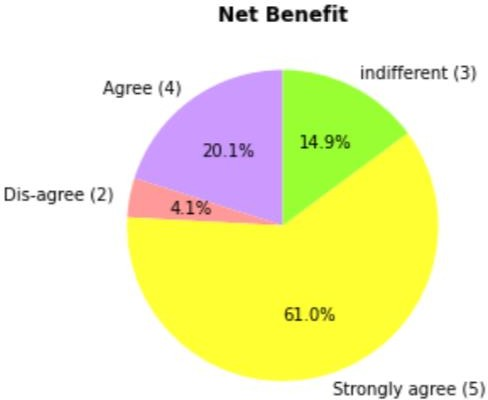 Net Benefit
indifferent (3)
Agree (4)
14.9%
20.1%
Dis-agree (2)
4.1%
61.0%
Strongly agree (5)